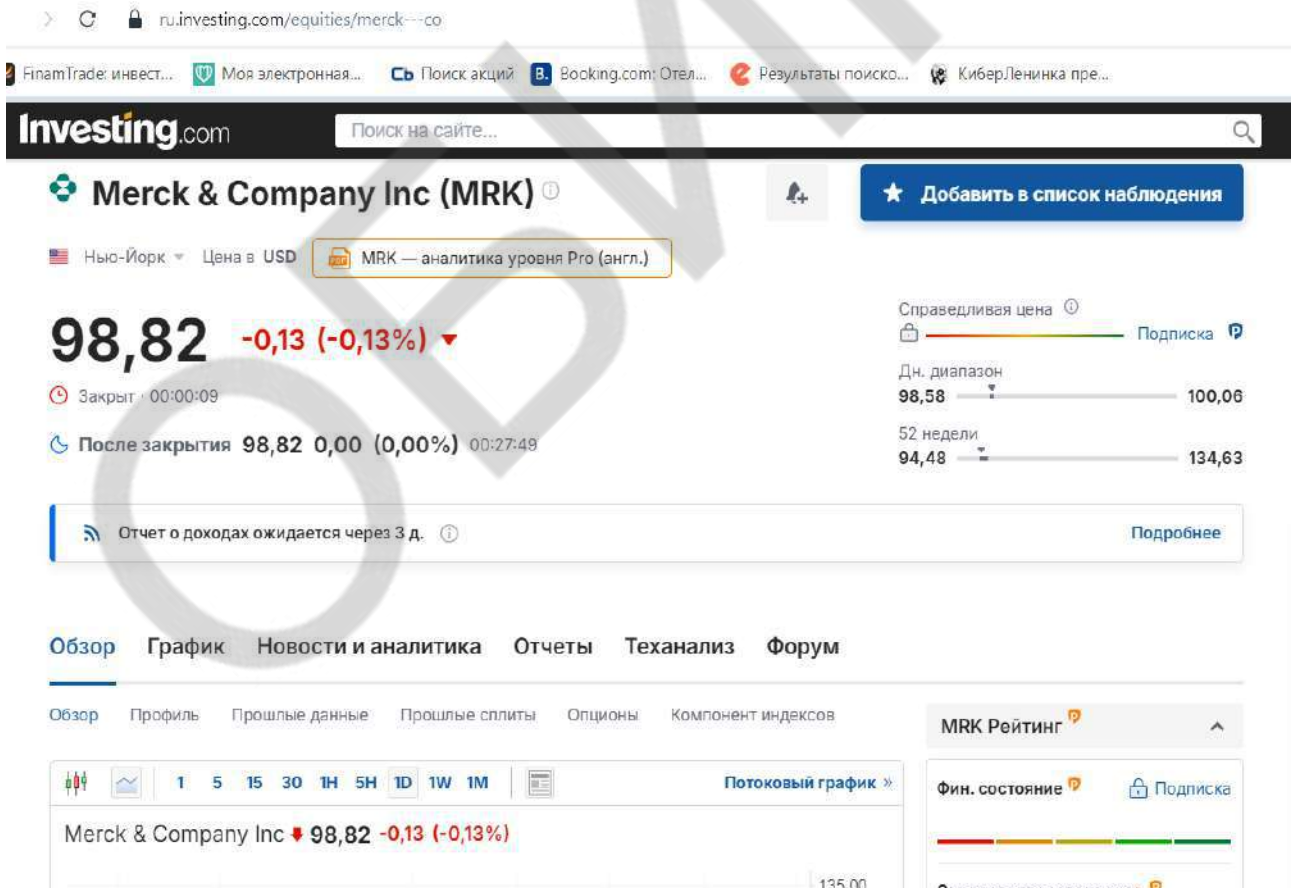 ru.investing.com/equities/merck---co
FinamTrade: инвест... Моя электронная... Сь Поиск акций B. Booking.com: Отел... Результаты поиско... КиберЛенинка пре...
Investing.com Поиск на сайте...
Merck & Company Inc (MRK)
Добавить в список наблюдения
Нью-Йорк Цена в USD MRK — аналитика уровня Pro (англ.)
98,82 -0,13 (-0,13%)
Справедливая цена
Подписка
Закрыт · 00:00:09
Дн. диапазон
98,58 100,06
После закрытия 98,82 0,00 (0,00%) 00:27:49
52 недели
94,48 134,63
Отчет о доходах ожидается через 3 д. Подробнее
Обзор График Новости и аналитика Отчеты Теханализ Форум
Обзор Профиль Прошлые данные Прошлые сплиты Опционы Компонент индексов
MRK Рейтинг
1 5 15 30 1H 5H 1D 1W 1M Потоковый график »
Фин. состояние Подписка
Merck & Company Inc 98,82 -0,13 (-0,13%)
135,00